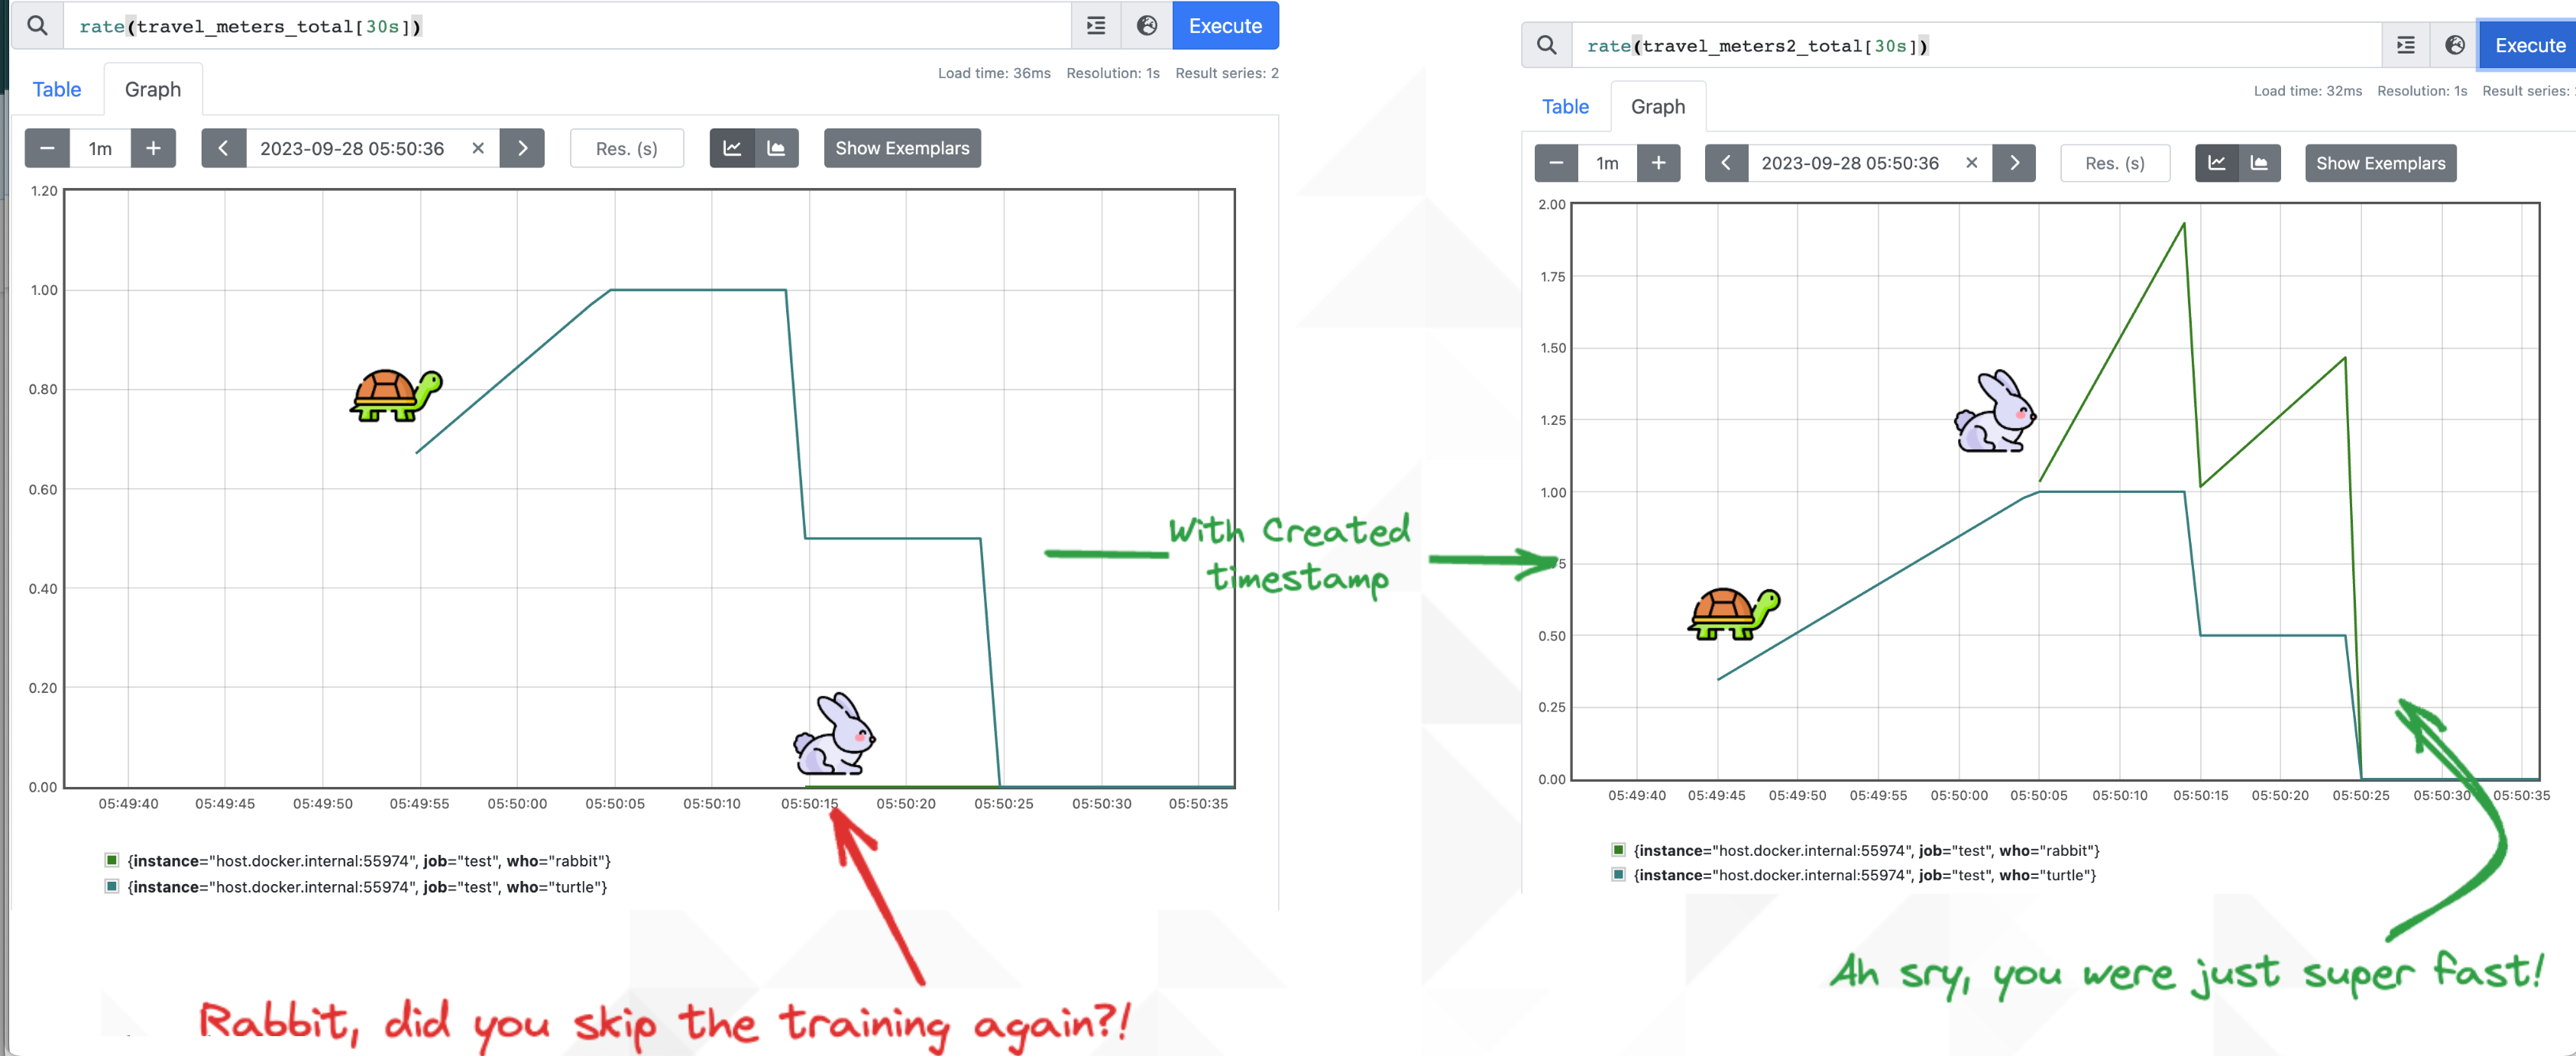 rate(travel_meters_total[30s])
Execute
Load time: 36ms Resolution: 1s Result series: 2
Table
Graph
1m
2023-09-28 05:50:36
Res. (s)
Show Exemplars
1.20
1.00
0.80
0.60
0.40
0.20
0.00
05:49:40 05:49:45 05:49:50 05:49:55 05:50:00 05:50:05 05:50:10 05:50:15 05:50:20 05:50:25 05:50:30 05:50:35
{instance="host.docker.internal:55974", job="test", who="rabbit"}
{instance="host.docker.internal:55974", job="test", who="turtle"}
Rabbit, did you skip the training again?!
With Created
timestamp
rate(travel_meters2_total[30s])
Execute
Load time: 32ms Resolution: 1s Result series:
Table
Graph
1m
2023-09-28 05:50:36
Res. (s)
Show Exemplars
2.00
1.75
1.50
1.25
1.00
5
0.50
0.25
0.00
05:49:40 05:49:45 05:49:50 05:49:55 05:50:00 05:50:05 05:50:10 05:50:15 05:50:20 05:50:25 05:50:30 05:50:35
{instance="host.docker.internal:55974", job="test", who="rabbit"}
{instance="host.docker.internal:55974", job="test", who="turtle"}
Ah sry, you were just super fast!